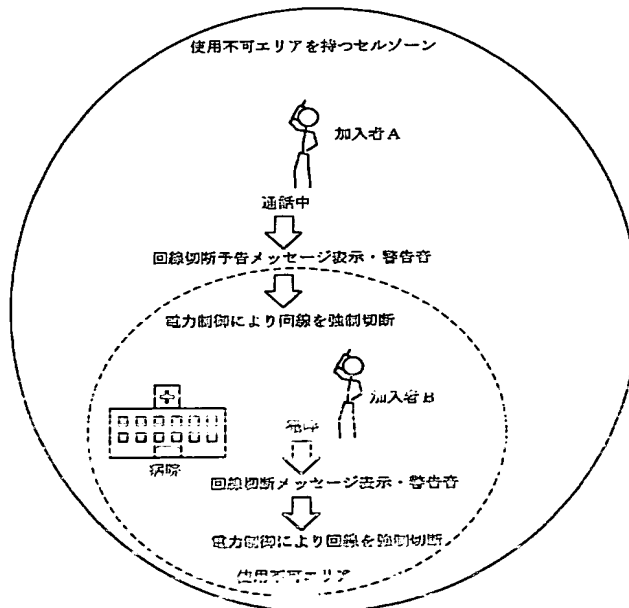 使用不可エリアを持つセルゾーン
加入者A
通話中
回線切断予告メッセージ表示・警告音
電力制御により回線を強制切断
加入者B
病院
回線切断メッセージ表示・警告音
電力制御により回線を強制切断
使用不可エリア